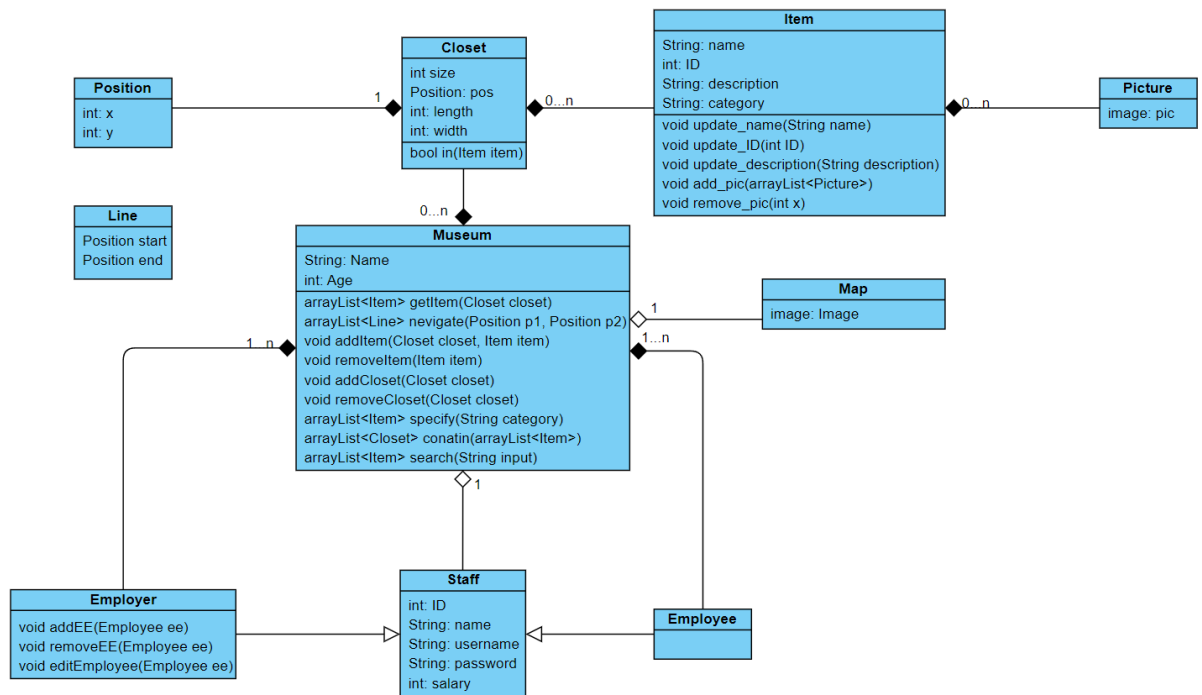 Item
String: name
int: ID
String: description
String: category
void update_name(String name)
void update_ID(int ID)
void update_description(String description)
void add_pic(arrayList<Picture>)
void remove_pic(int x)
Closet
int size
Position: pos
int: length
int: width
bool in(Item item)
Position
int: x
int: y
1
0...n
0...n
Picture
image: pic
Line
Position start
Position end
0...n
Museum
String: Name
int: Age
arrayList<Item> getItem(Closet closet)
arrayList<Line> nevigate(Position p1, Position p2)
void addItem(Closet closet, Item item)
void removeItem(Item item)
void addCloset(Closet closet)
void removeCloset(Closet closet)
arrayList<Item> specify(String category)
arrayList<Closet> conatin(arrayList<Item>)
arrayList<Item> search(String input)
1
Map
image: Image
1...n
1...n
1
Employer
void addEE(Employee ee)
void removeEE(Employee ee)
void editEmployee(Employee ee)
Staff
int: ID
String: name
String: username
String: password
int: salary
Employee